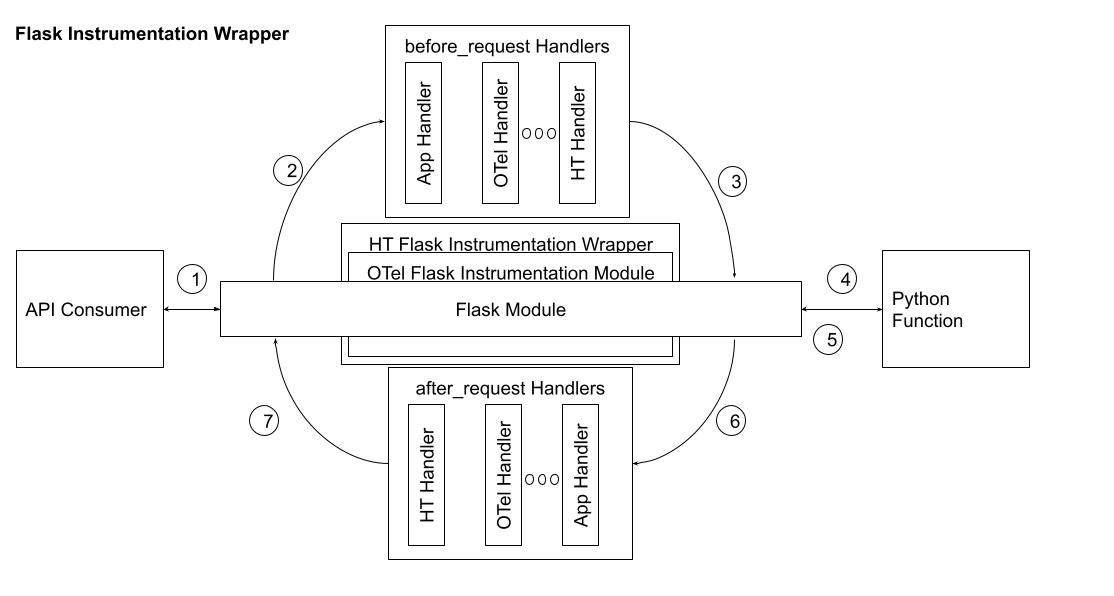 Flask Instrumentation Wrapper
before_request Handlers
App Handler
OTel Handler
HT Handler
2
3
HT Flask Instrumentation Wrapper
OTel Flask Instrumentation Module
API Consumer
1
Flask Module
4
5
Python
Function
after_request Handlers
HT Handler
OTel Handler
App Handler
7
6